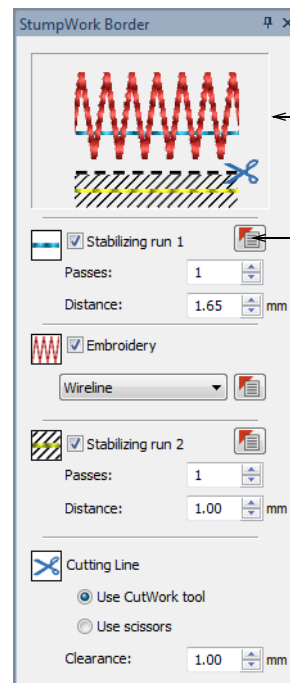 StumpWork Border
Stabilizing run 1
Passes: 1
Distance: 1.65 mm
Embroidery
Wireline
Stabilizing run 2
Passes: 1
Distance: 1.00 mm
Cutting Line
Use CutWork tool
Use scissors
Clearance: 1.00 mm